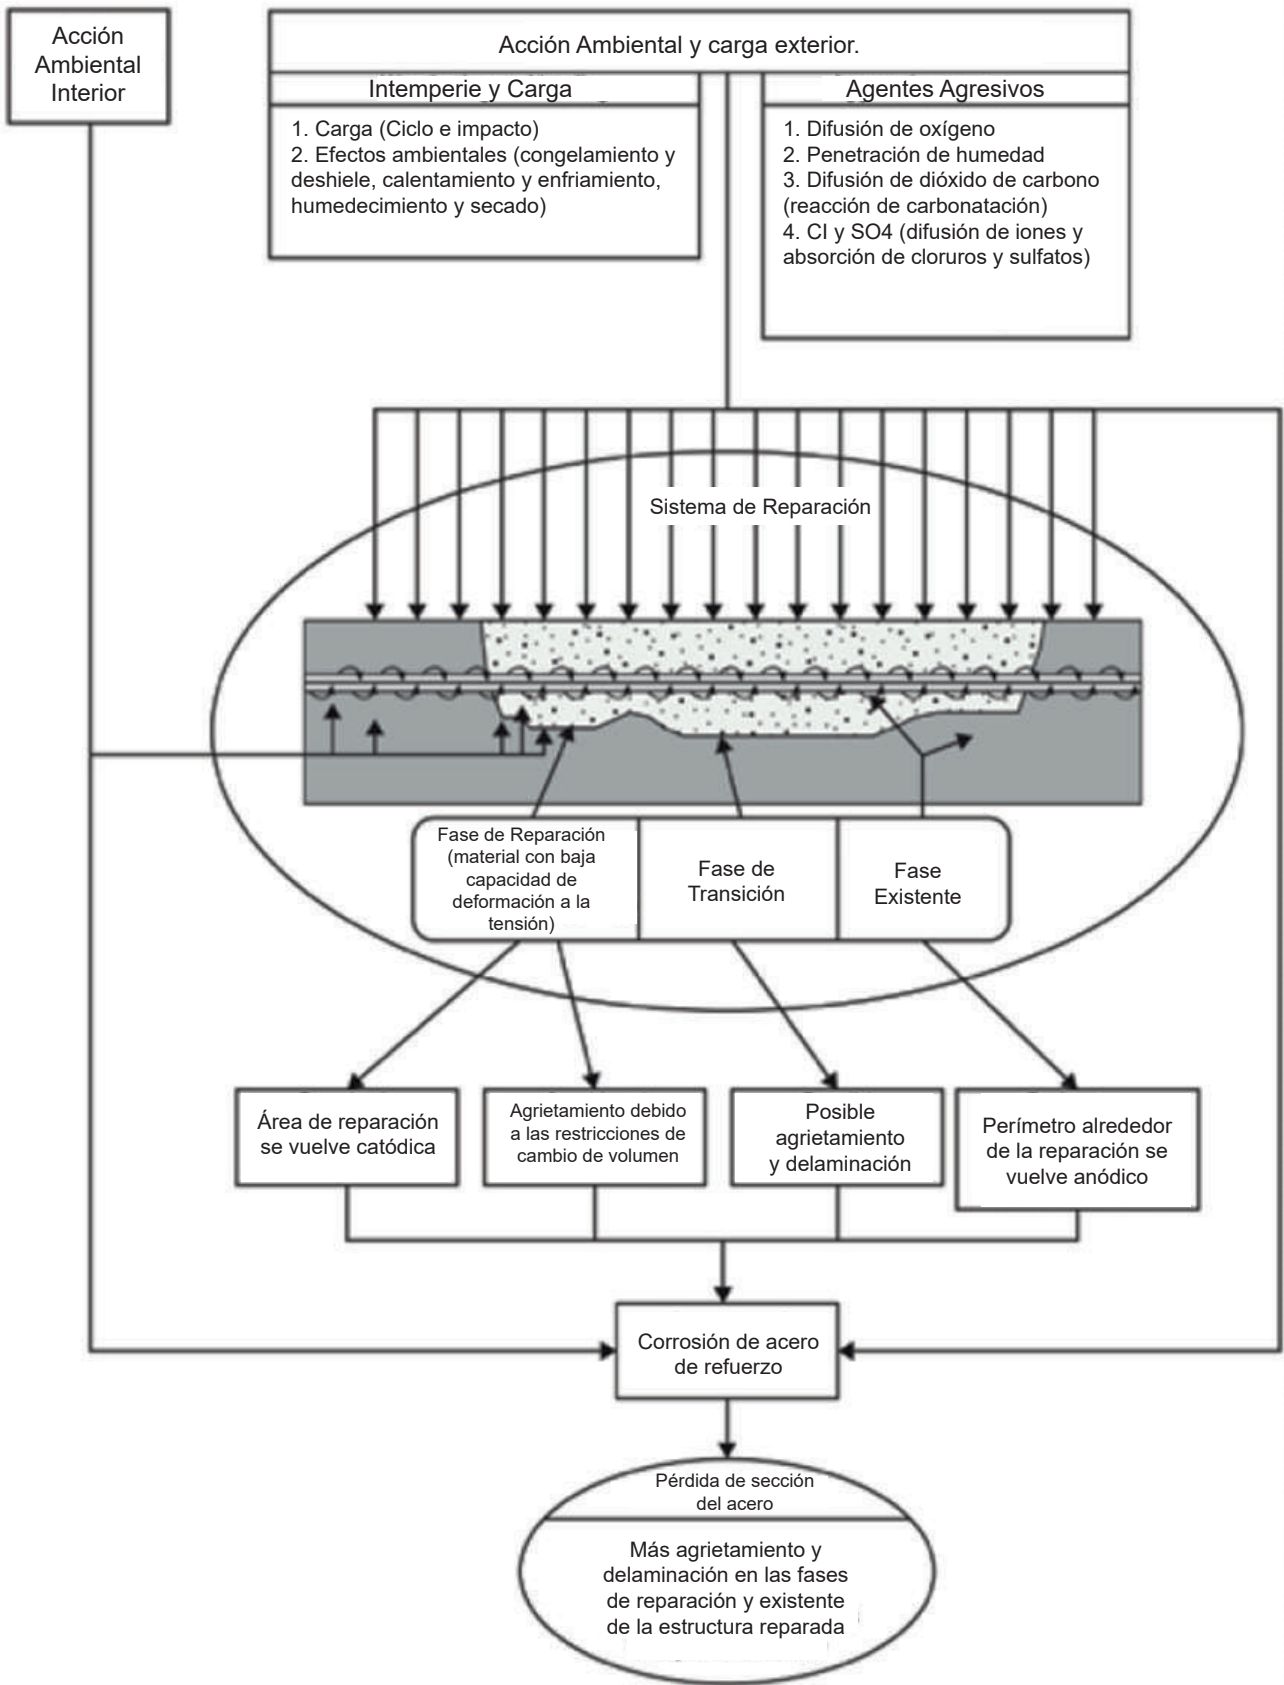 Acción
Ambiental
Interior
Acción Ambiental y carga exterior.
Intemperie y Carga
1. Carga (Ciclo e impacto)
2. Efectos ambientales (congelamiento y
deshiele, calentamiento y enfriamiento,
humedecimiento y secado)
Agentes Agresivos
1. Difusión de oxígeno
2. Penetración de humedad
3. Difusión de dióxido de carbono
(reacción de carbonatación)
4. CI y SO4 (difusión de iones y
absorción de cloruros y sulfatos)
Sistema de Reparación
Fase de Reparación
(material con baja
capacidad de
deformación a la
tensión)
Fase de
Transición
Fase
Existente
Área de reparación
se vuelve catódica
Agrietamiento debido
a las restricciones de
cambio de volumen
Posible
agrietamiento
y delaminación
Perímetro alrededor
de la reparación se
vuelve anódico
Corrosión de acero
de refuerzo
Pérdida de sección
del acero
Más agrietamiento y
delaminación en las fases
de reparación y existente
de la estructura reparada